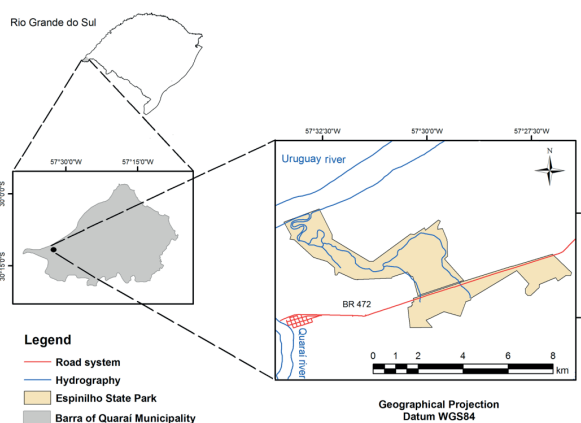 Rio Grande do Sul
57°30'0"W 57°15'0"W
30°0'0"S
30°15'0"S
57°32'30"W 57°30'0"W 57°27'30"W
Uruguay river
N
BR 472
Quarai river
0 1 2 4 6 8
km
Legend
Road system
Hydrography
Espinilho State Park
Barra of Quaraí Municipality
Geographical Projection
Datum WGS84